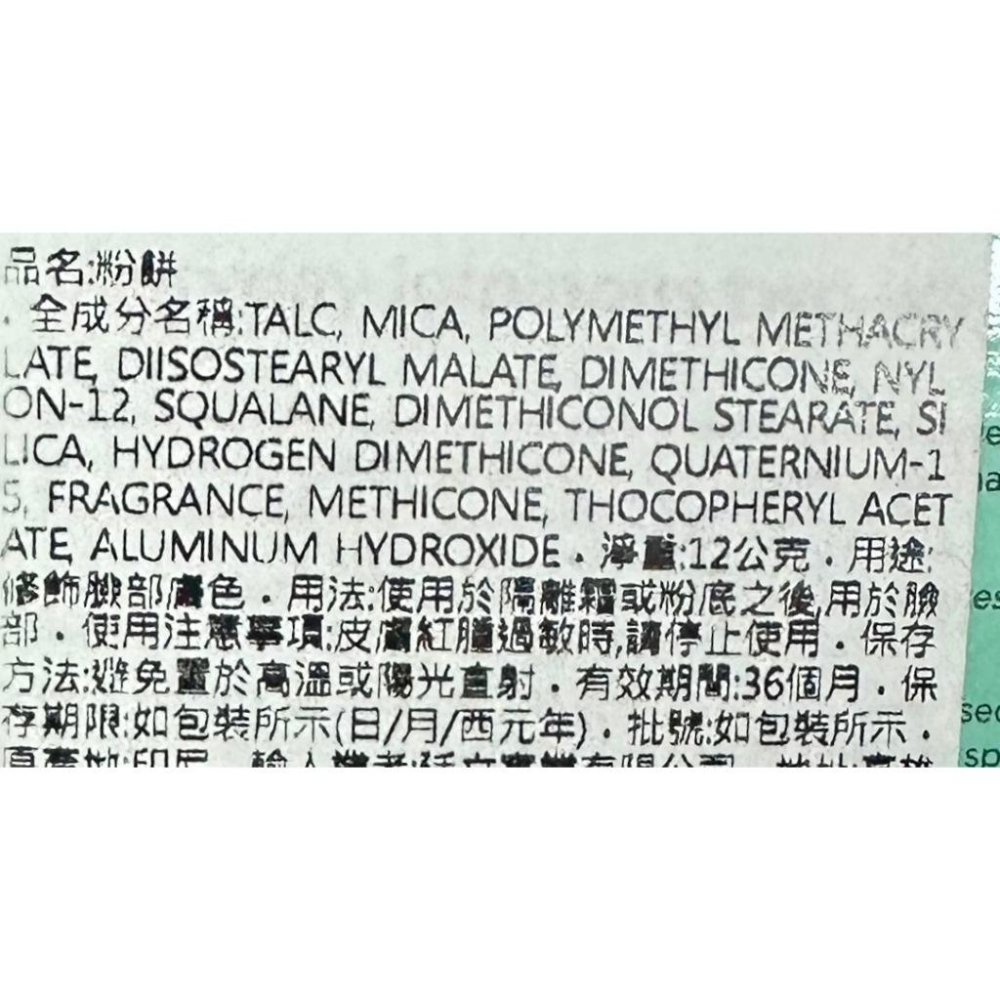 品名:粉餅
．全成分名稱:TALC, MICA, POLYMETHYL METHACRY
LATE, DIISOSTEARYL MALATE, DIMETHICONE, NYL
ON-12, SQUALANE, DIMETHICONOL STEARATE, SI
LICA, HYDROGEN DIMETHICONE, QUATERNIUM-1
5, FRAGRANCE, METHICONE, THOCOPHERYL ACET
ATE, ALUMINUM HYDROXIDE．淨重:12公克．用途:
修飾臉部膚色．用法:使用於隔離霜或粉底之後,用於臉
部．使用注意事項:皮膚紅腫過敏時,請停止使用．保存
方法:避免置於高溫或陽光直射．有效期間:36個月．保
存期限:如包裝所示(日/月/西元年)．批號:如包裝所示．
原產地:印尼